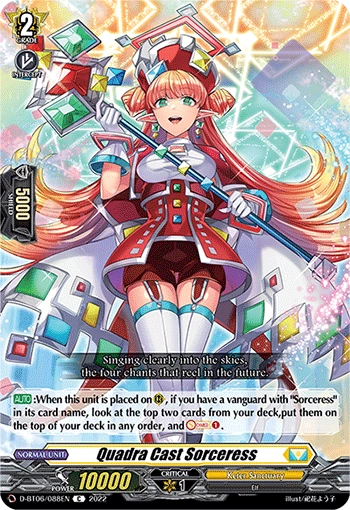 2
GRADE
INTERCEPT
5000
SHIELD
Singing clearly into the skies,
the four chants that reel in the future.
AUTO:When this unit is placed on Ⓡ, if you have a vanguard with "Sorceress"
in its card name, look at the top two cards from your deck,put them on
the top of your deck in any order, and CHARGE 1.
NORMAL UNIT
Quadra Cast Sorceress
POWER 10000
CRITICAL
1
Keter Sanctuary
Elf
D-BT06/088EN C 2022
illust/祀花よう子